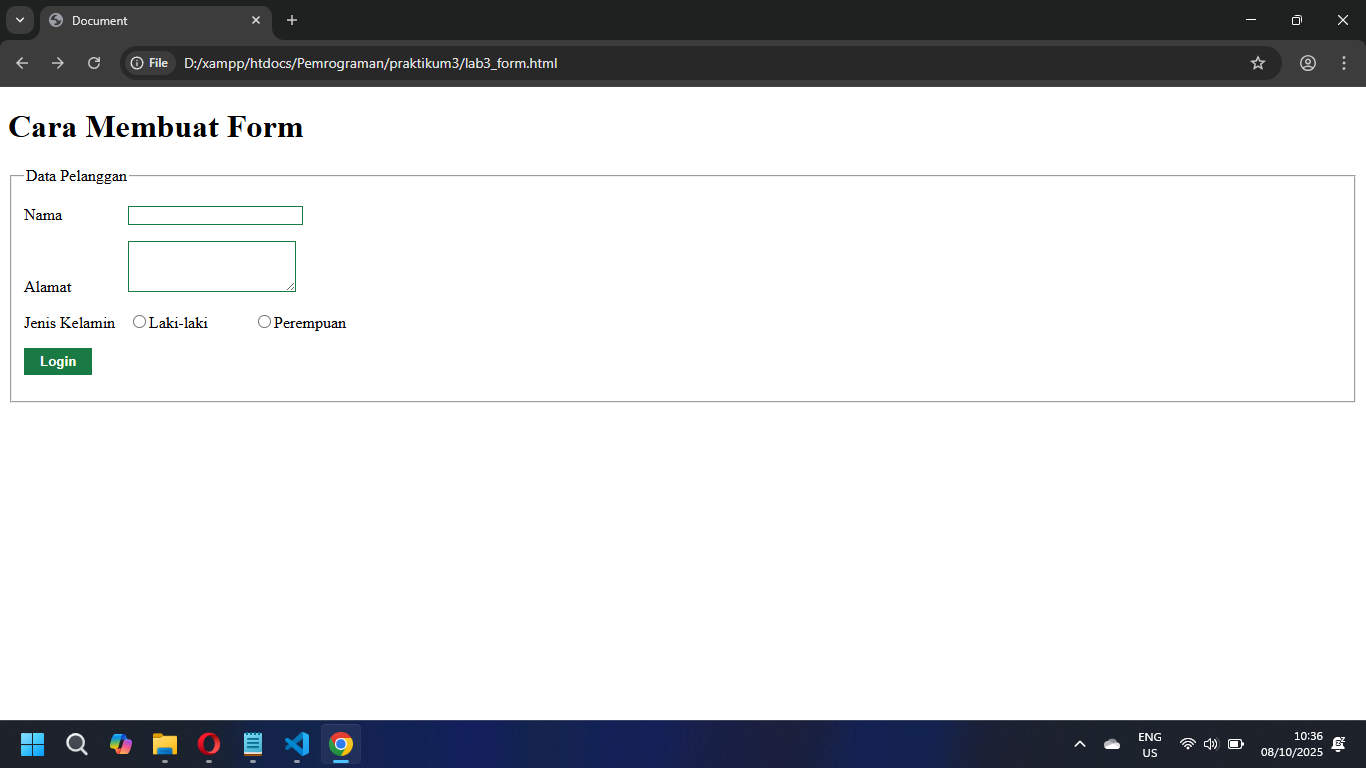 Document
File D:/xampp/htdocs/Pemrograman/praktikum3/lab3_form.html
Cara Membuat Form
Data Pelanggan
Nama
Alamat
Jenis Kelamin Laki-laki Perempuan
Login
ENG 10:36
US 08/10/2025